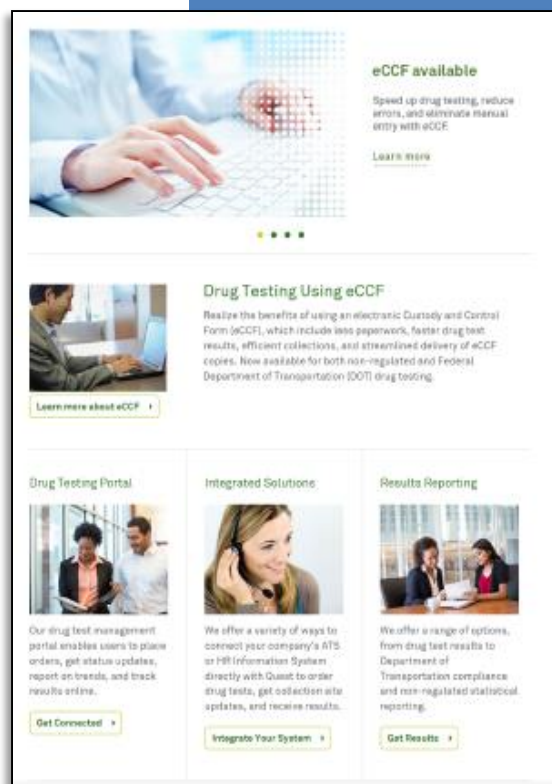 eCCF available
Speed up drug testing, reduce
errors, and eliminate manual
entry with eCCF.
Learn more
Drug Testing Using eCCF
Realize the benefits of using an electronic Custody and Control
Form (eCCF), which include less paperwork, faster drug test
results, efficient collections, and streamlined delivery of eCCF
copies. Now available for both non-regulated and Federal
Department of Transportation (DOT) drug testing.
Learn more about eCCF
Drug Testing Portal
Our drug test management
portal enables users to place
orders, get status updates,
report on trends, and track
results online.
Get Connected
Integrated Solutions
We offer a variety of ways to
connect your company's ATS
or HR Information System
directly with Quest to order
drug tests, get collection site
updates, and receive results.
Integrate Your System
Results Reporting
We offer a range of options,
from drug test results to
Department of
Transportation compliance
and non-regulated statistical
reporting.
Get Results